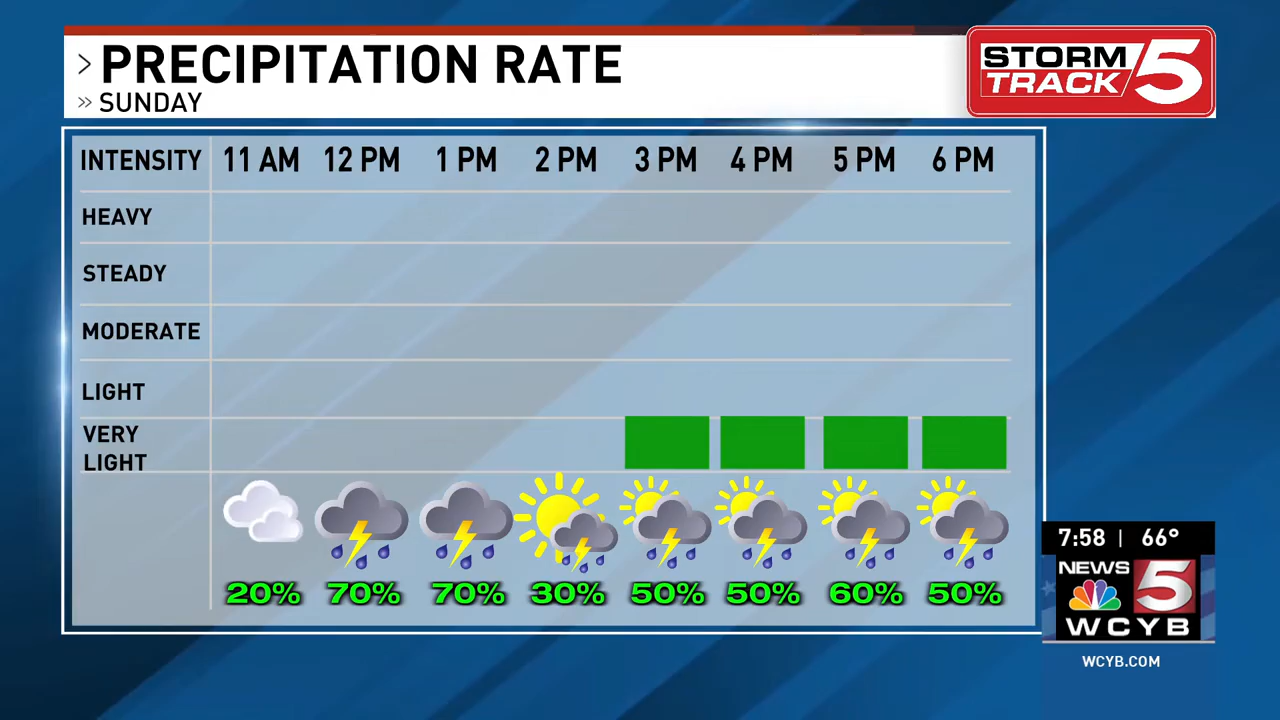 > PRECIPITATION RATE
» SUNDAY
STORM
TRACK 5
INTENSITY 11 AM 12 PM 1 PM 2 PM 3 PM 4 PM 5 PM 6 PM
HEAVY
STEADY
MODERATE
LIGHT
VERY
LIGHT
20% 70% 70% 30% 50% 50% 60% 50%
7:58 | 66°
NEWS 5
WCYB
WCYB.COM